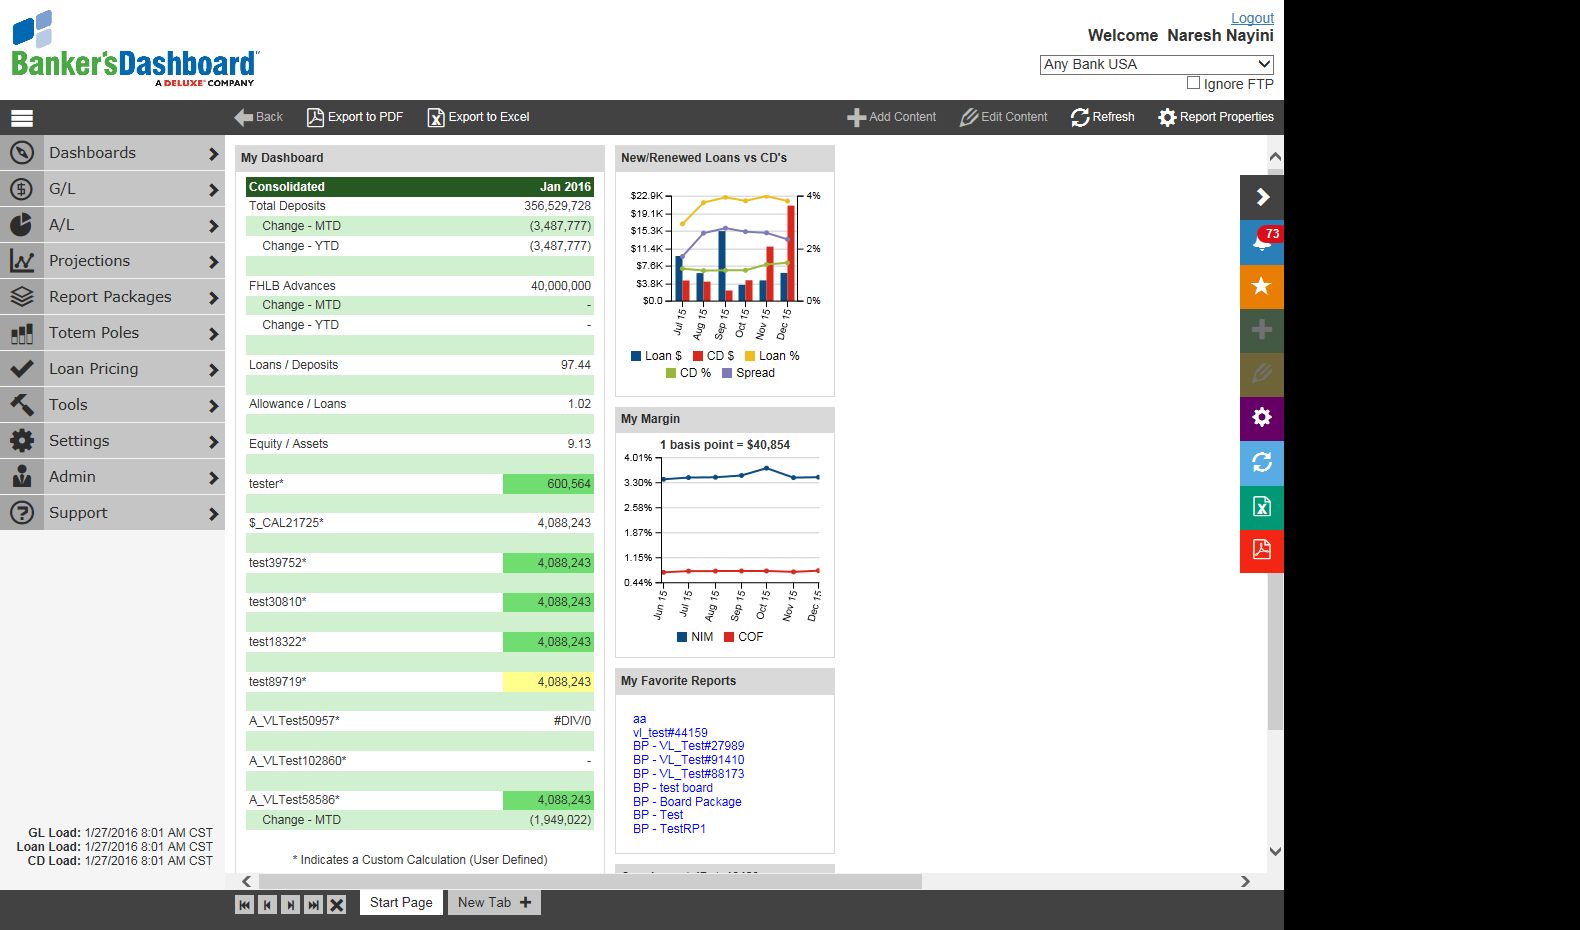 Logout
Welcome Naresh Nayini
Banker'sDashboard
A DELUXE COMPANY
Any Bank USA
Ignore FTP
Back Export to PDF Export to Excel Add Content Edit Content Refresh Report Properties
Dashboards
G/L
A/L
Projections
Report Packages
Totem Poles
Loan Pricing
Tools
Settings
Admin
Support
GL Load: 1/27/2016 8:01 AM CST
Loan Load: 1/27/2016 8:01 AM CST
CD Load: 1/27/2016 8:01 AM CST
My Dashboard
Consolidated Jan 2016
Total Deposits 356,529,728
Change - MTD (3,487,777)
Change - YTD (3,487,777)
FHLB Advances 40,000,000
Change - MTD -
Change - YTD -
Loans / Deposits 97.44
Allowance / Loans 1.02
Equity / Assets 9.13
tester* 600,564
$_CAL21725* 4,088,243
test39752* 4,088,243
test30810* 4,088,243
test18322* 4,088,243
test89719* 4,088,243
A_VLTest50957* #DIV/0
A_VLTest102860* -
A_VLTest58586* 4,088,243
Change - MTD (1,949,022)
* Indicates a Custom Calculation (User Defined)
New/Renewed Loans vs CD's
$22.9K 4%
$19.1K
$15.3K
$11.4K 2%
$7.6K
$3.8K
$0.0 0%
Jul 15 Aug 15 Sep 15 Oct 15 Nov 15 Dec 15
Loan $ CD $ Loan %
CD % Spread
My Margin
1 basis point = $40,854
4.01%
3.30%
2.58%
1.87%
1.15%
0.44%
Jun 15 Jul 15 Aug 15 Sep 15 Oct 15 Nov 15 Dec 15
NIM COF
My Favorite Reports
aa
vl_test#44159
BP - VL_Test#27989
BP - VL_Test#91410
BP - VL_Test#88173
BP - test board
BP - Board Package
BP - Test
BP - TestRP1
73
Start Page New Tab